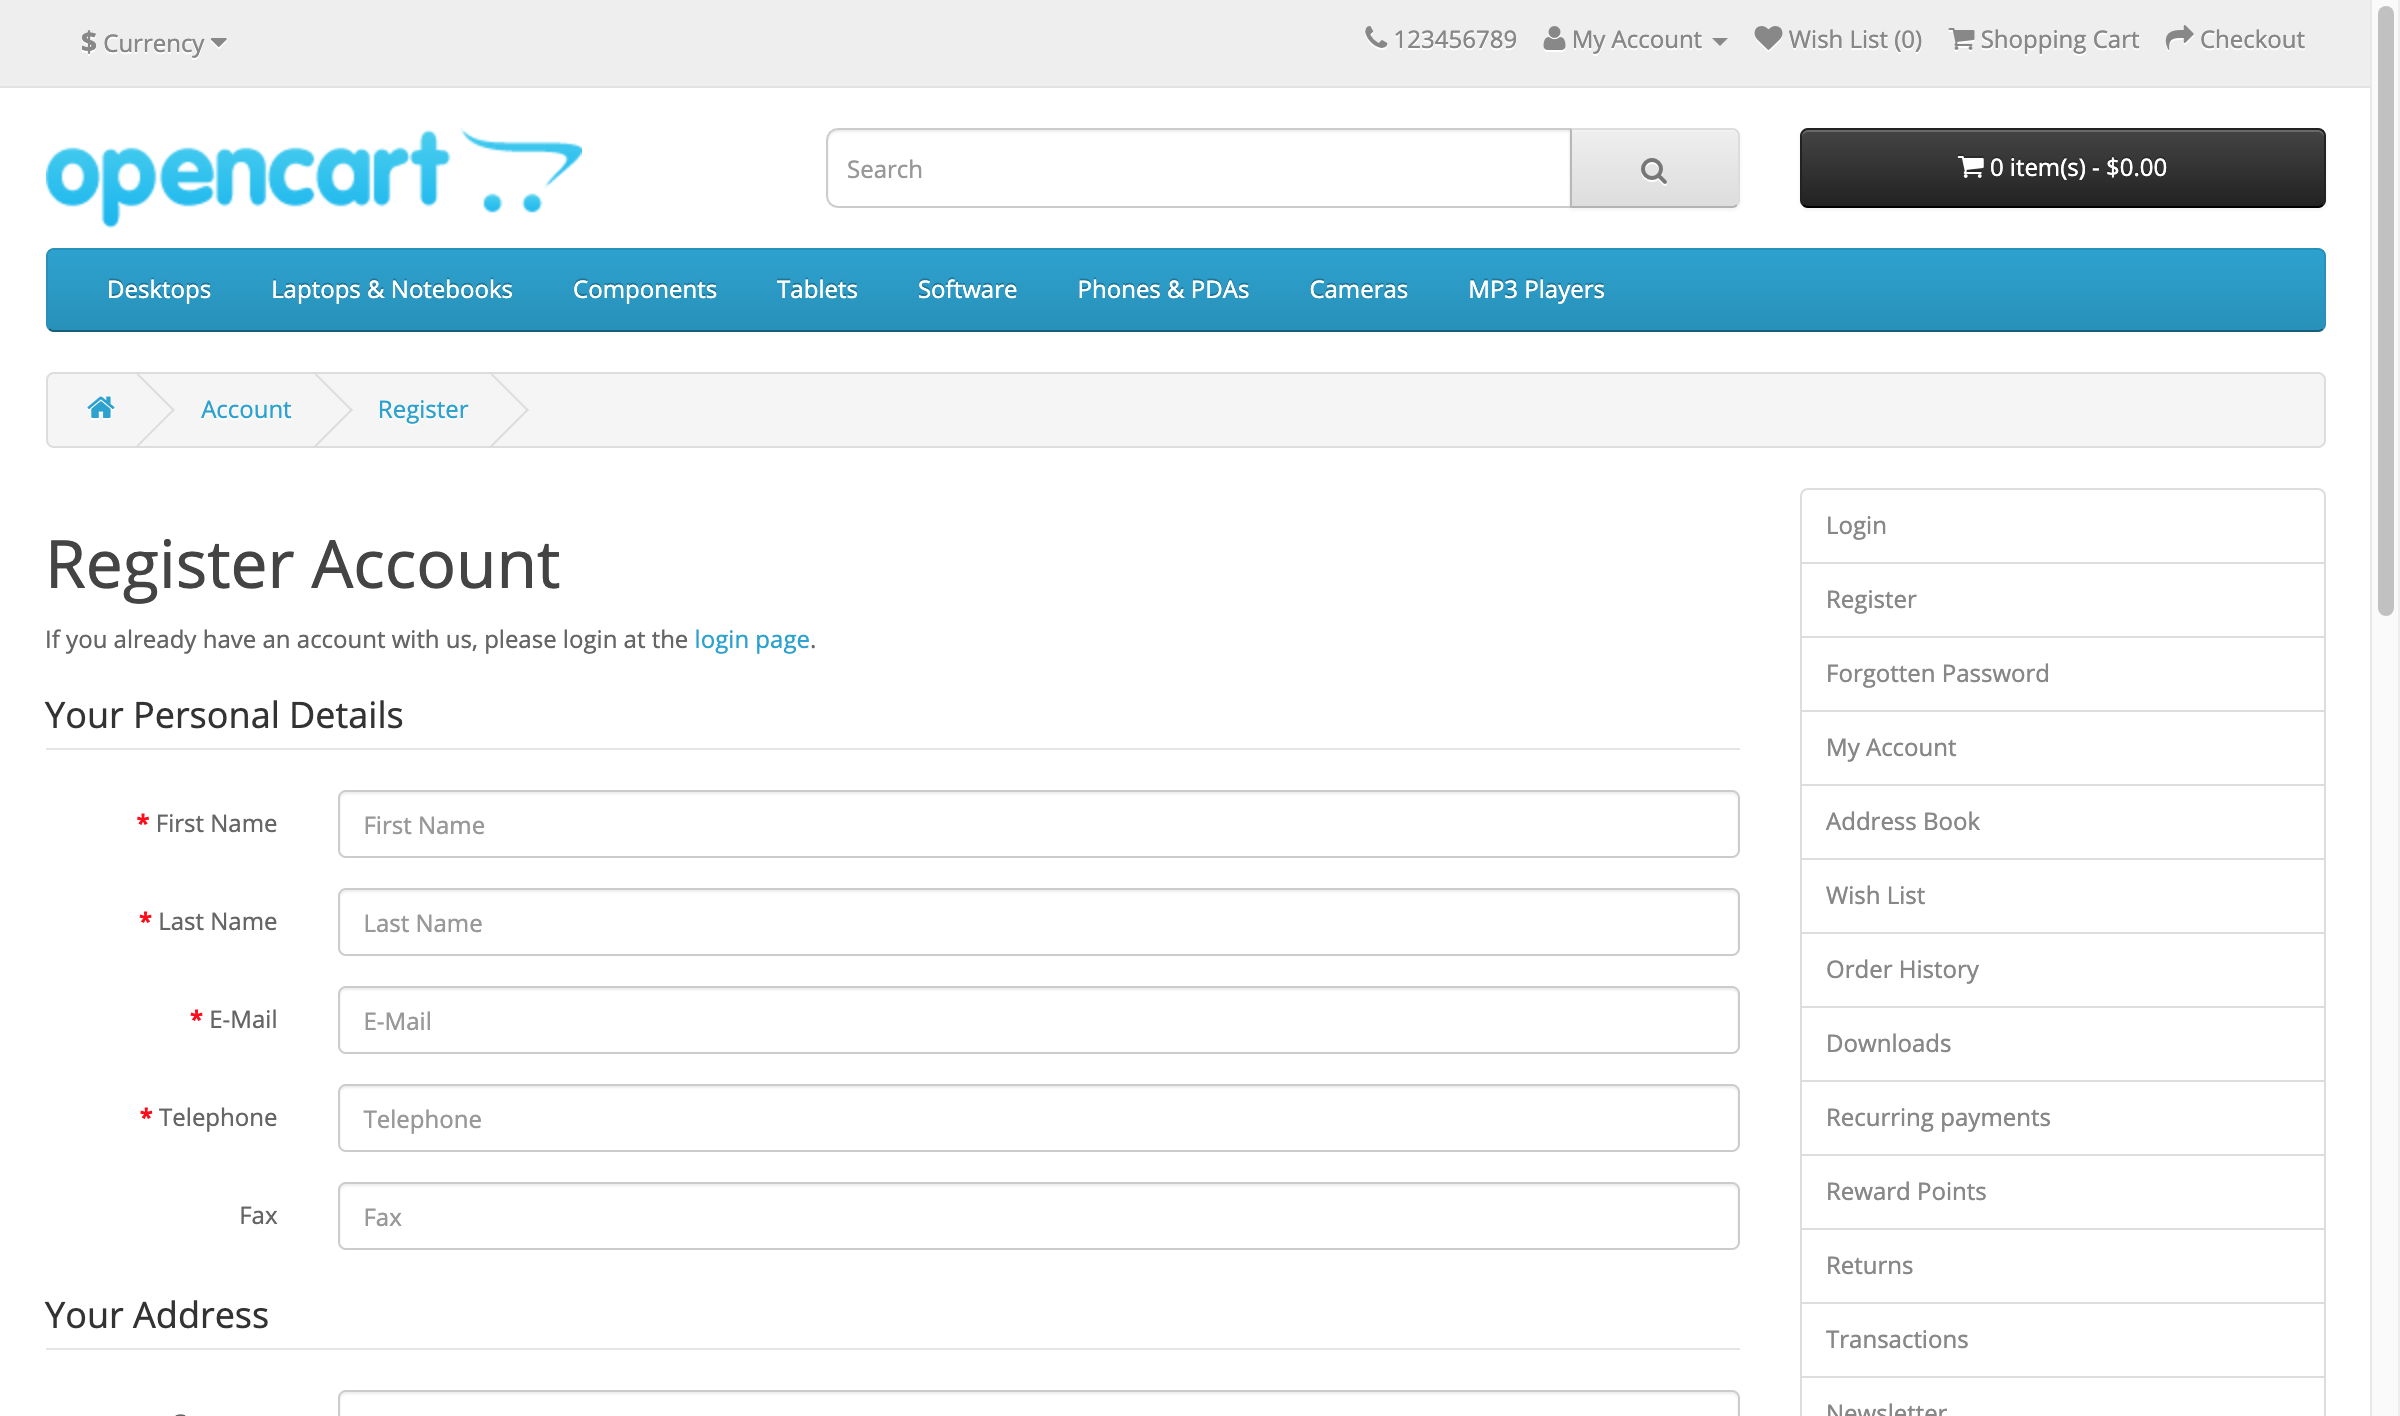 $ Currency
123456789 My Account Wish List (0) Shopping Cart Checkout
opencart
Search
0 item(s) - $0.00
Desktops Laptops & Notebooks Components Tablets Software Phones & PDAs Cameras MP3 Players
Account Register
Register Account
If you already have an account with us, please login at the login page.
Your Personal Details
* First Name First Name
* Last Name Last Name
* E-Mail E-Mail
* Telephone Telephone
Fax Fax
Your Address
Login
Register
Forgotten Password
My Account
Address Book
Wish List
Order History
Downloads
Recurring payments
Reward Points
Returns
Transactions
Newsletter